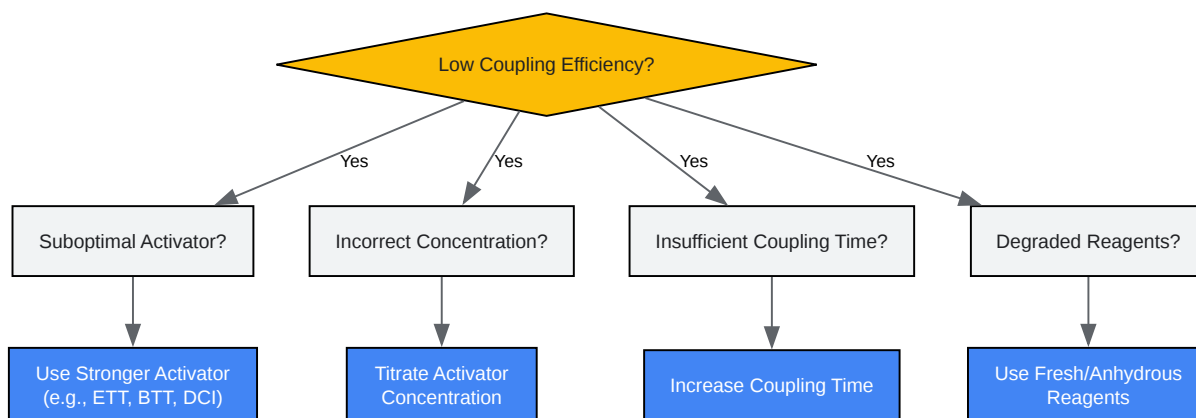 Low Coupling Efficiency?
Yes
Yes
Yes
Yes
Suboptimal Activator?
Incorrect Concentration?
Insufficient Coupling Time?
Degraded Reagents?
Use Stronger Activator
(e.g., ETT, BTT, DCI)
Titrate Activator
Concentration
Increase Coupling Time
Use Fresh/Anhydrous
Reagents